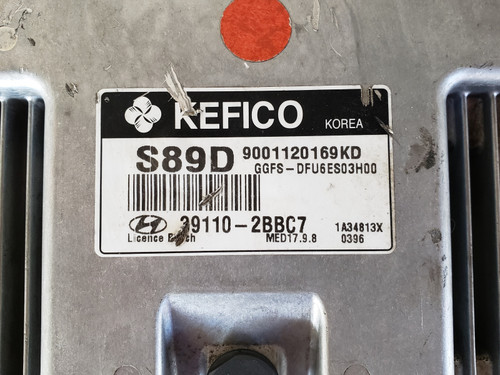 KEFICO
KOREA
S89D 9001120169KD
GGFS-DFU6ES03H00
39110-2BBC7 1A34813X
Licence Bosch MED17.9.8 0396